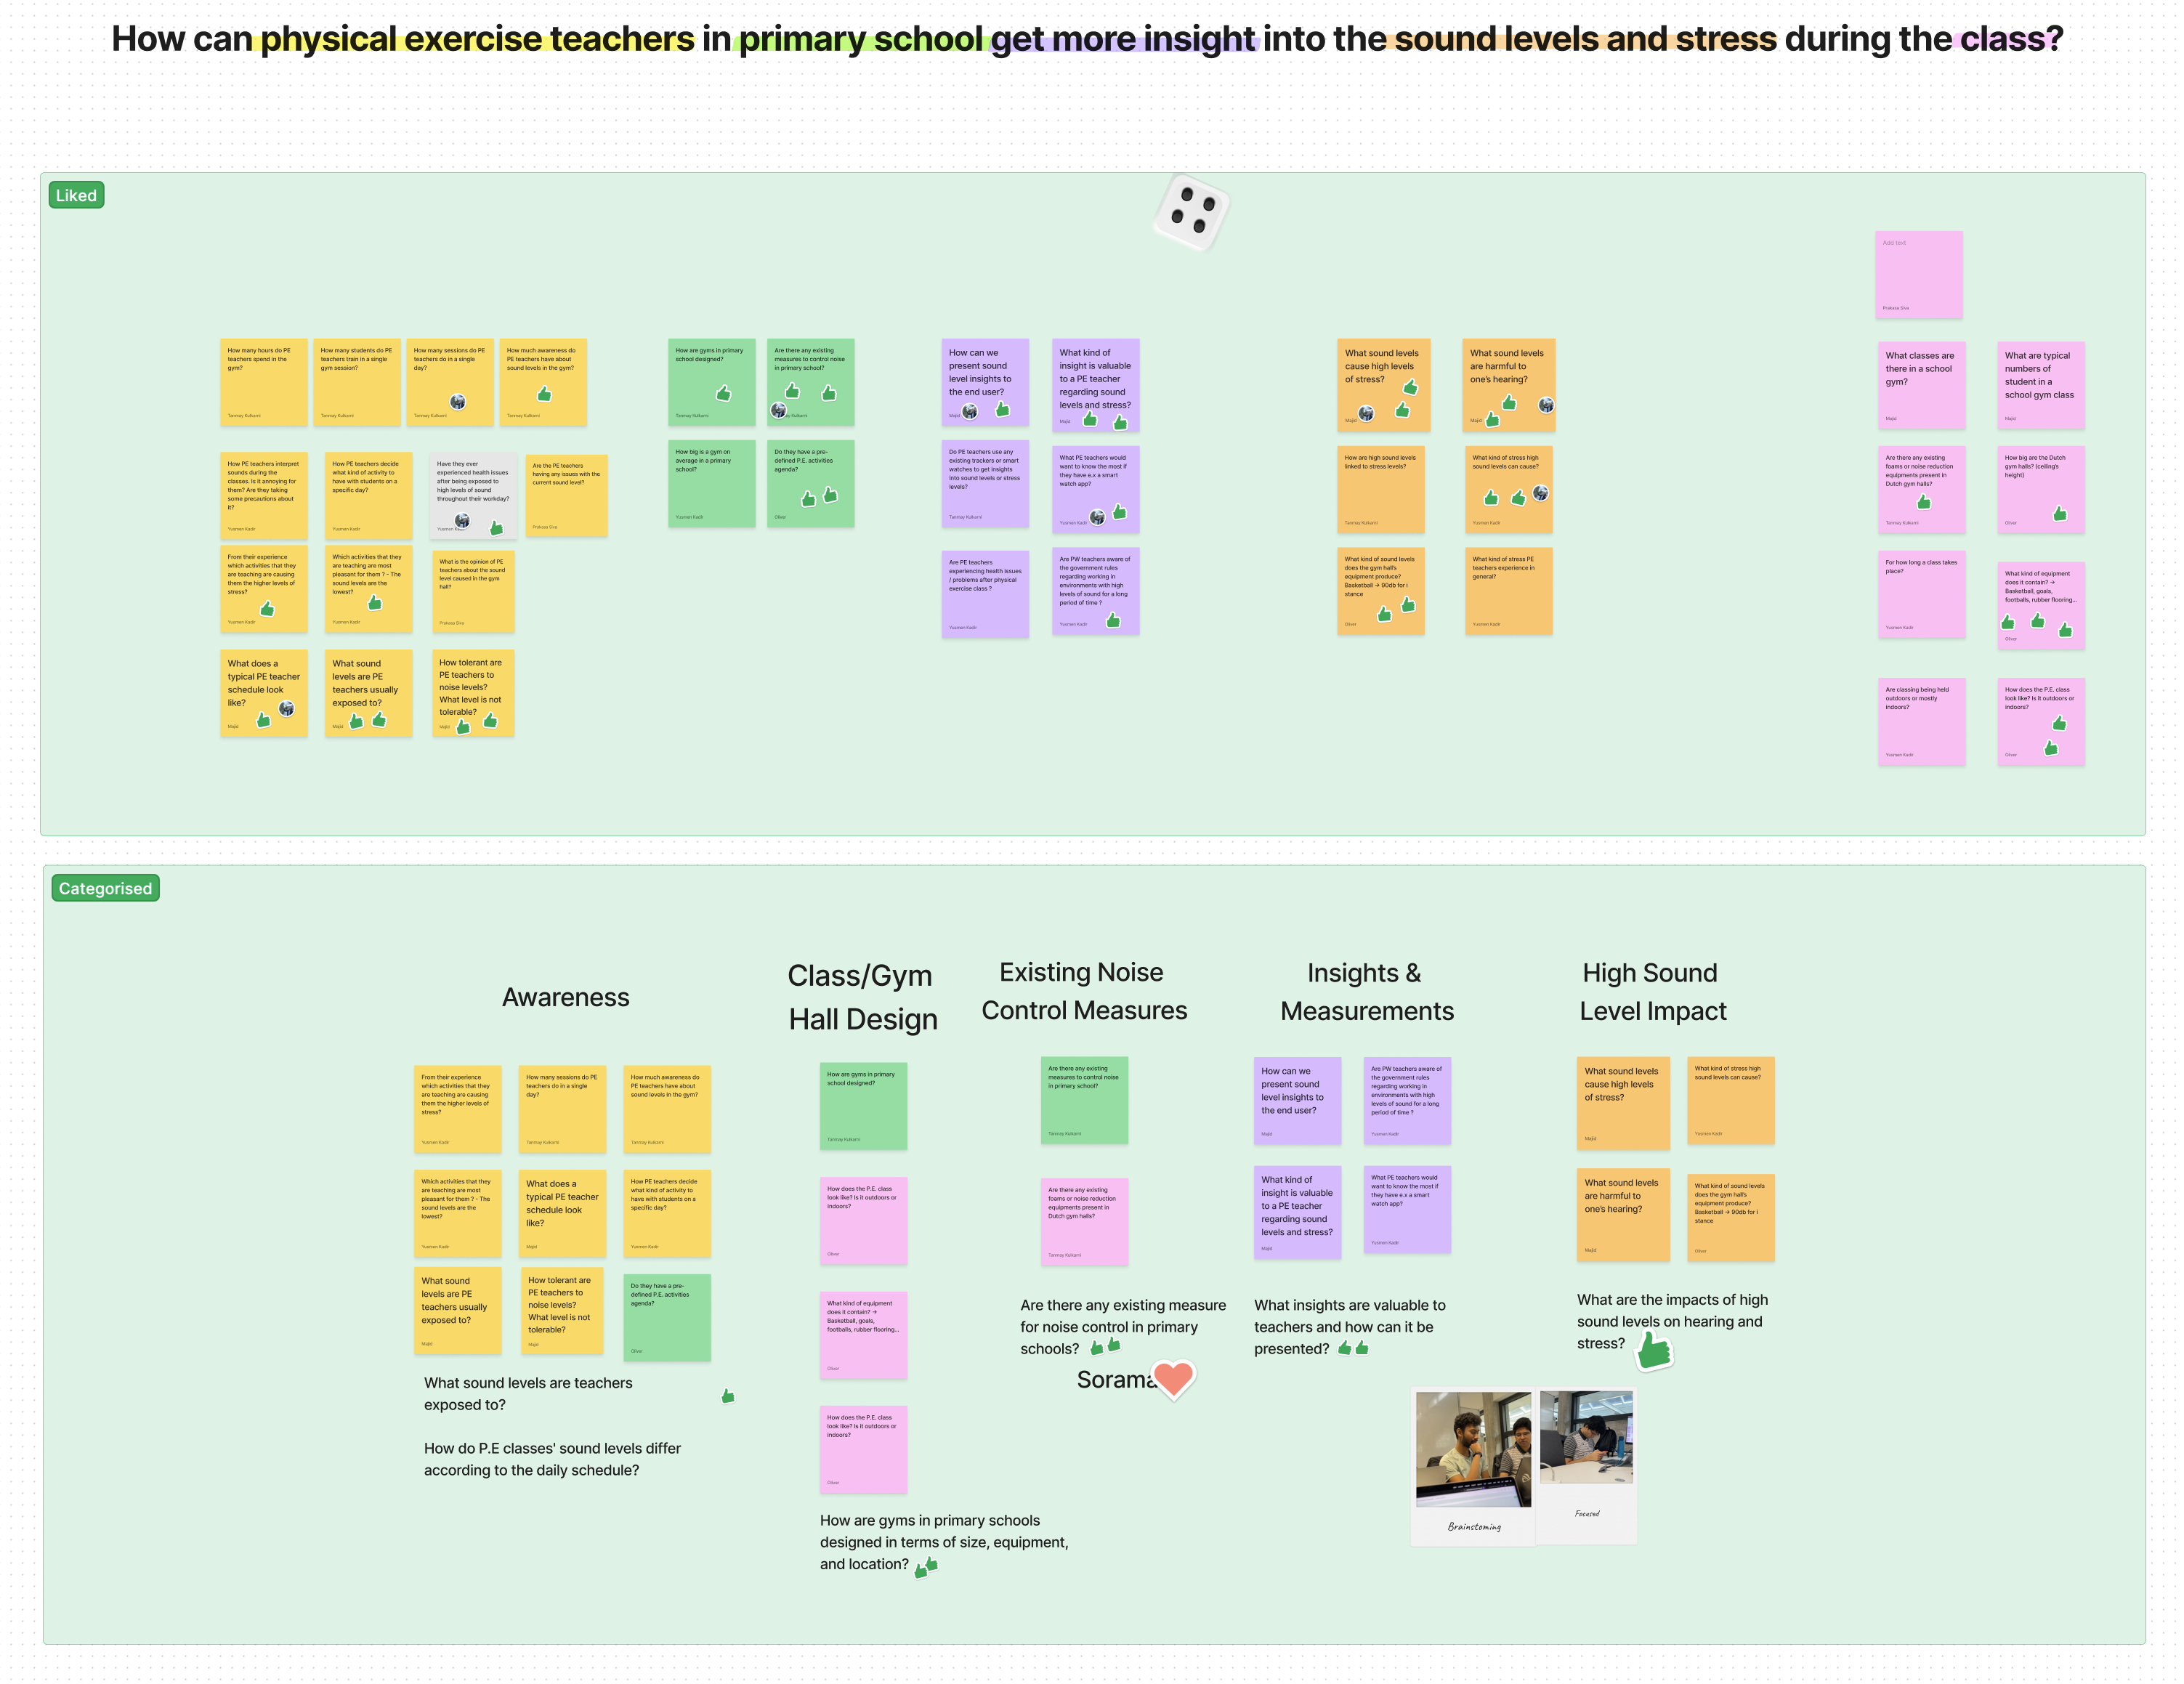 How can physical exercise teachers in primary school get more insight into the sound levels and stress during the class?
Liked
Add text
Prakasa Siva
How many hours do PE
teachers spend in the
gym?
Tanmay Kulkarni
How many students do PE
teachers train in a single
gym session?
Tanmay Kulkarni
How many sessions do PE
teachers do in a single
day?
Tanmay Kulkarni
How much awareness do
PE teachers have about
sound levels in the gym?
Tanmay Kulkarni
How PE teachers interpret
sounds during the
classes. Is it annoying for
them? Are they taking
some precautions about
it?
Yusmen Kadir
How PE teachers decide
what kind of activity to
have with students on a
specific day?
Yusmen Kadir
Have they ever
experienced health issues
after being exposed to
high levels of sound
throughout their workday?
Yusmen
Are the PE teachers
having any issues with the
current sound level?
Prakasa Siva
From their experience
which activities that they
are teaching are causing
them the higher levels of
stress?
Yusmen Kadir
Which activities that they
are teaching are most
pleasant for them ? - The
sound levels are the
lowest?
Yusmen Kadir
What is the opinion of PE
teachers about the sound
level caused in the gym
hall?
Prakasa Siva
What does a
typical PE teacher
schedule look
like?
Majid
What sound
levels are PE
teachers usually
exposed to?
Majid
How tolerant are
PE teachers to
noise levels?
What level is not
tolerable?
Majid
How are gyms in primary
school designed?
Tanmay Kulkarni
Are there any existing
measures to control noise
in primary school?
Kulkarni
How big is a gym on
average in a primary
school?
Yusmen Kadir
Do they have a pre-
defined P.E. activities
agenda?
Oliver
How can we
present sound
level insights to
the end user?
Majid
What kind of
insight is valuable
to a PE teacher
regarding sound
levels and stress?
Majid
Do PE teachers use any
existing trackers or smart
watches to get insights
into sound levels or stress
levels?
Tanmay Kulkarni
What PE teachers would
want to know the most if
they have e.x a smart
watch app?
Yusmen Kadir
Are PE teachers
experiencing health issues
/ problems after physical
exercise class ?
Yusmen Kadir
Are PW teachers aware of
the government rules
regarding working in
environments with high
levels of sound for a long
period of time ?
Yusmen Kadir
What sound levels
cause high levels
of stress?
Majid
What sound levels
are harmful to
one's hearing?
Majid
How are high sound levels
linked to stress levels?
Tanmay Kulkarni
What kind of stress high
sound levels can cause?
Yusmen Kadir
What kind of sound levels
does the gym hall's
equipment produce?
Basketball → 90db for i
stance
Oliver
What kind of stress PE
teachers experience in
general?
Yusmen Kadir
What classes are
there in a school
gym?
Majid
What are typical
numbers of
student in a
school gym class
Majid
Are there any existing
foams or noise reduction
equipments present in
Dutch gym halls?
Tanmay Kulkarni
How big are the Dutch
gym halls? (ceiling's
height)
Oliver
For how long a class takes
place?
Yusmen Kadir
What kind of equipment
does it contain? →
Basketball, goals,
footballs, rubber flooring...
Oliver
Are classing being held
outdoors or mostly
indoors?
Yusmen Kadir
How does the P.E. class
look like? Is it outdoors or
indoors?
Oliver
Categorised
Awareness
From their experience
which activities that they
are teaching are causing
them the higher levels of
stress?
Yusmen Kadir
How many sessions do PE
teachers do in a single
day?
Tanmay Kulkarni
How much awareness do
PE teachers have about
sound levels in the gym?
Tanmay Kulkarni
Which activities that they
are teaching are most
pleasant for them ? - The
sound levels are the
lowest?
Yusmen Kadir
What does a
typical PE teacher
schedule look
like?
Majid
How PE teachers decide
what kind of activity to
have with students on a
specific day?
Yusmen Kadir
What sound
levels are PE
teachers usually
exposed to?
Majid
How tolerant are
PE teachers to
noise levels?
What level is not
tolerable?
Majid
Do they have a pre-
defined P.E. activities
agenda?
Oliver
What sound levels are teachers
exposed to?
How do P.E classes' sound levels differ
according to the daily schedule?
Class/Gym
Hall Design
How are gyms in primary
school designed?
Tanmay Kulkarni
How does the P.E. class
look like? Is it outdoors or
indoors?
Oliver
What kind of equipment
does it contain? →
Basketball, goals,
footballs, rubber flooring...
Oliver
How does the P.E. class
look like? Is it outdoors or
indoors?
Oliver
How are gyms in primary schools
designed in terms of size, equipment,
and location?
Existing Noise
Control Measures
Are there any existing
measures to control noise
in primary school?
Tanmay Kulkarni
Are there any existing
foams or noise reduction
equipments present in
Dutch gym halls?
Tanmay Kulkarni
Are there any existing measure
for noise control in primary
schools?
Sorama
Insights &
Measurements
How can we
present sound
level insights to
the end user?
Majid
Are PW teachers aware of
the government rules
regarding working in
environments with high
levels of sound for a long
period of time ?
Yusmen Kadir
What kind of
insight is valuable
to a PE teacher
regarding sound
levels and stress?
Majid
What PE teachers would
want to know the most if
they have e.x a smart
watch app?
Yusmen Kadir
What insights are valuable to
teachers and how can it be
presented?
High Sound
Level Impact
What sound levels
cause high levels
of stress?
Majid
What kind of stress high
sound levels can cause?
Yusmen Kadir
What sound levels
are harmful to
one's hearing?
Majid
What kind of sound levels
does the gym hall's
equipment produce?
Basketball → 90db for i
stance
Oliver
What are the impacts of high
sound levels on hearing and
stress?
Brainstoming
Focused